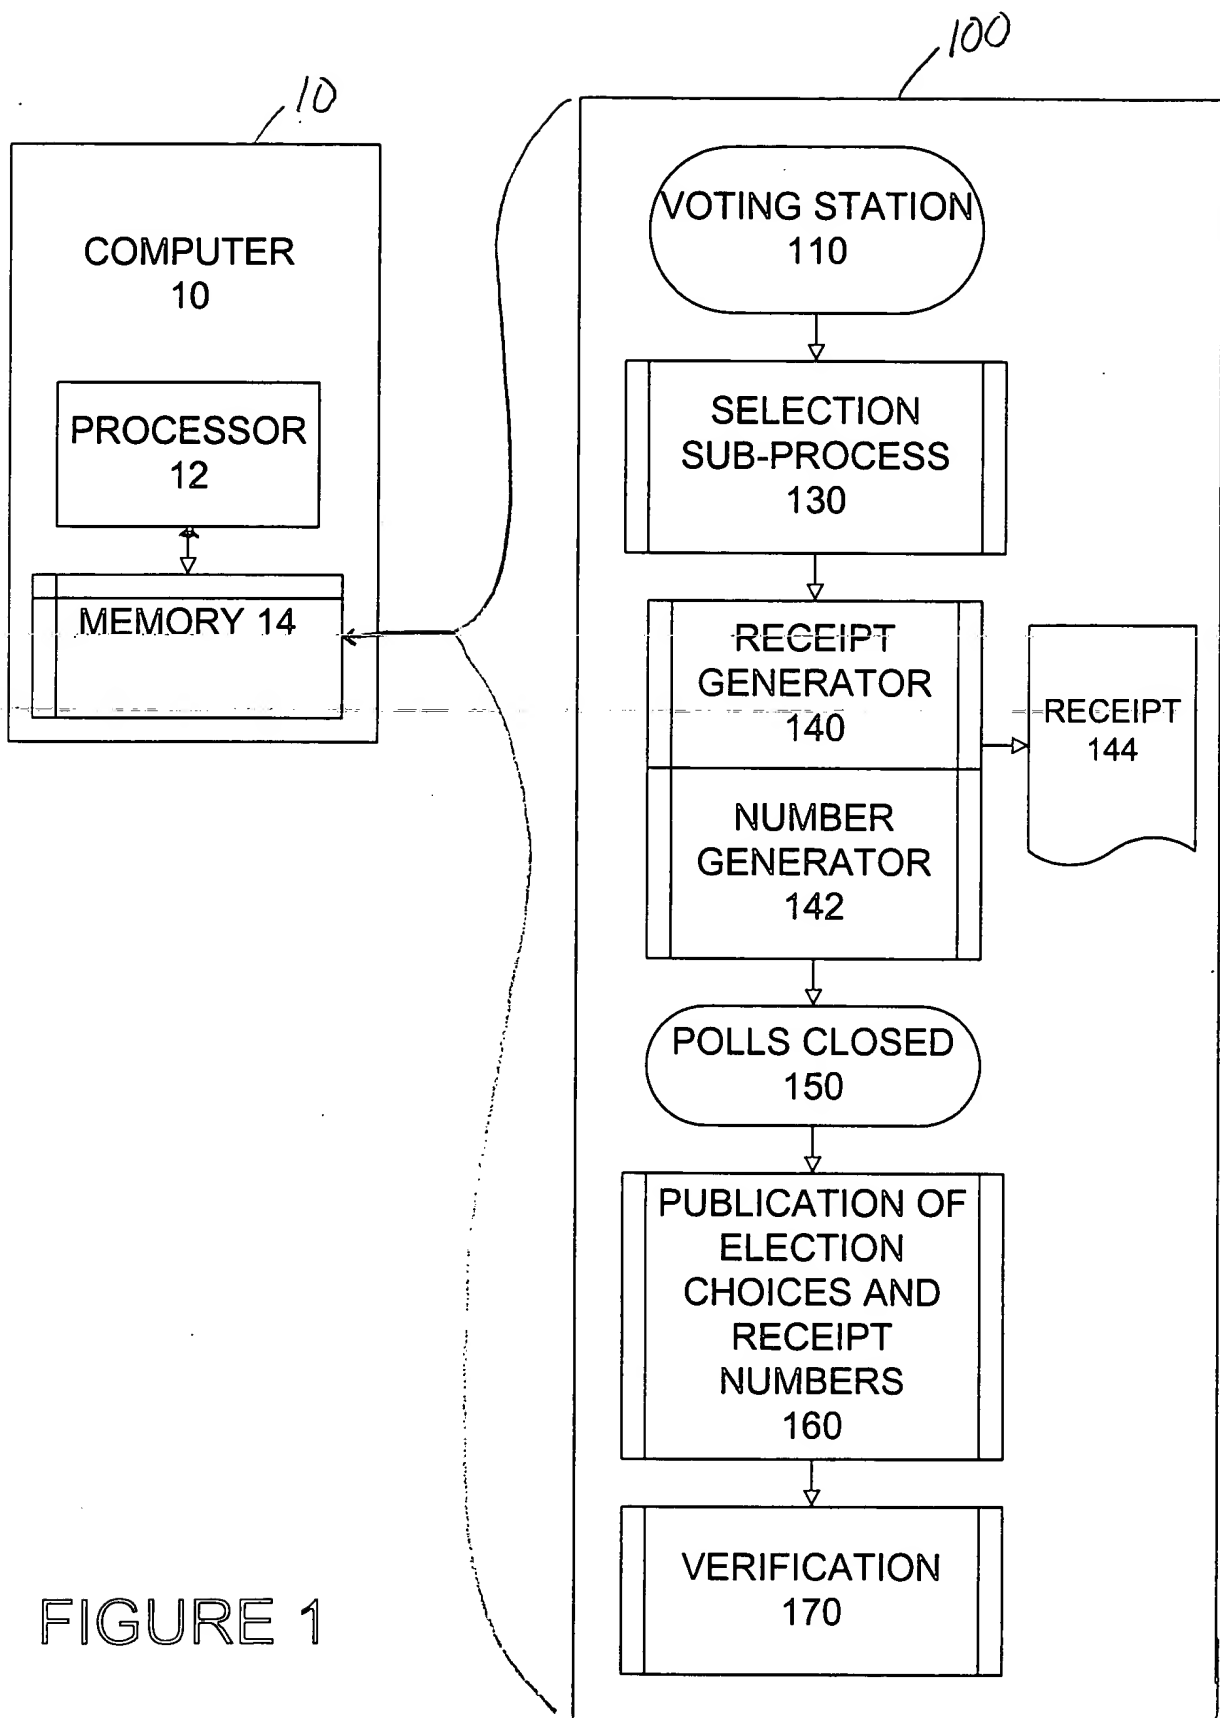 100
10
COMPUTER
10
PROCESSOR
12
MEMORY 14
VOTING STATION
110
SELECTION
SUB-PROCESS
130
RECEIPT
GENERATOR
140
RECEIPT
144
NUMBER
GENERATOR
142
POLLS CLOSED
150
PUBLICATION OF
ELECTION
CHOICES AND
RECEIPT
NUMBERS
160
VERIFICATION
170
FIGURE 1